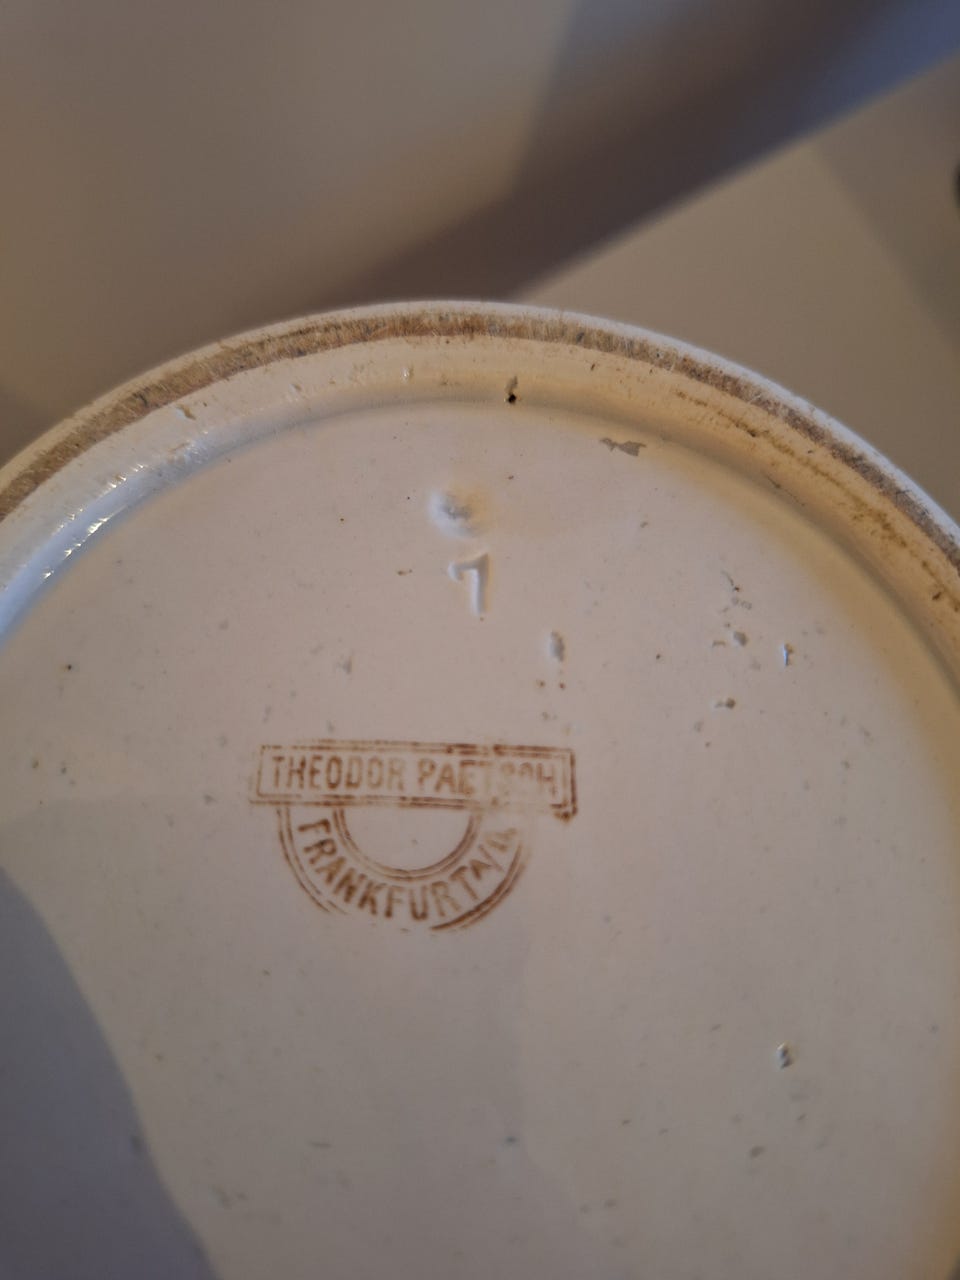 1
THEODOR PAETSCH
FRANKFURT A/O